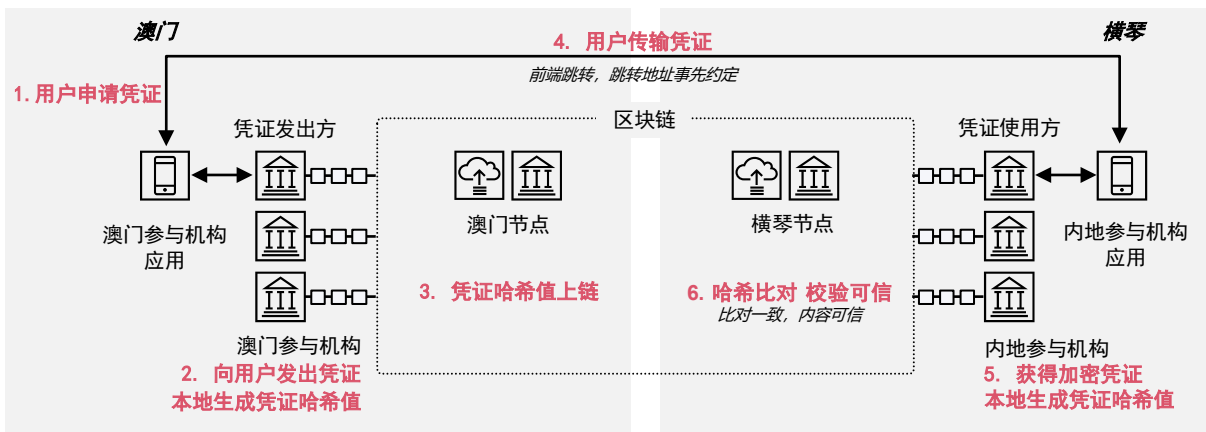 澳门
横琴
4. 用户传输凭证
前端跳转，跳转地址事先约定
1.用户申请凭证
区块链
凭证发出方
凭证使用方
澳门参与机构
应用
澳门节点
横琴节点
内地参与机构
应用
3. 凭证哈希值上链
6.哈希比对 校验可信
比对一致，内容可信
澳门参与机构
2. 向用户发出凭证
本地生成凭证哈希值
内地参与机构
5. 获得加密凭证
本地生成凭证哈希值